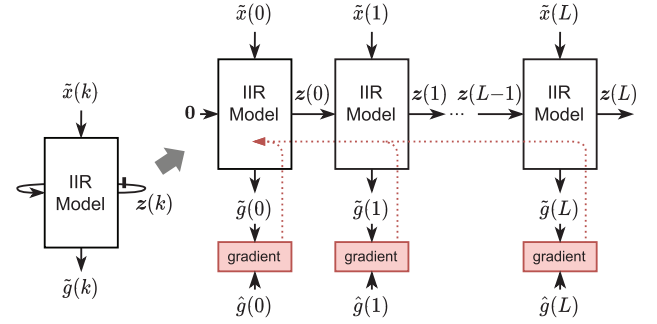 x̃(k)
IIR
Model
z(k)
g̃(k)
x̃(0) x̃(1) x̃(L)
0 IIR Model z(0) IIR Model z(1) ··· z(L−1) IIR Model z(L)
g̃(0) g̃(1) g̃(L)
gradient gradient gradient
ĝ(0) ĝ(1) ĝ(L)